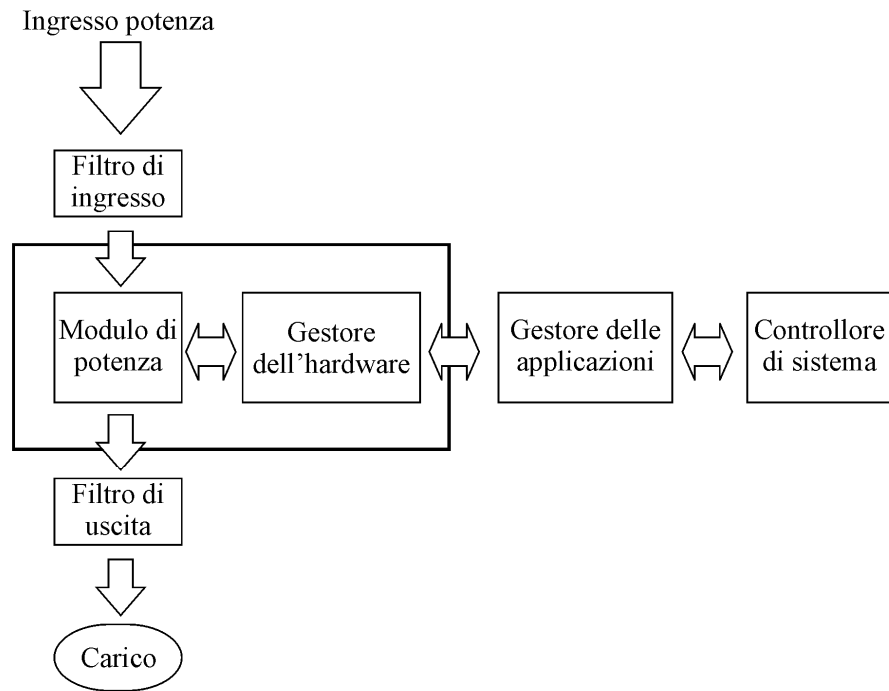 Ingresso potenza
Filtro di
ingresso
Modulo di
potenza
Gestore
dell’hardware
Gestore delle
applicazioni
Controllore
di sistema
Filtro di
uscita
Carico